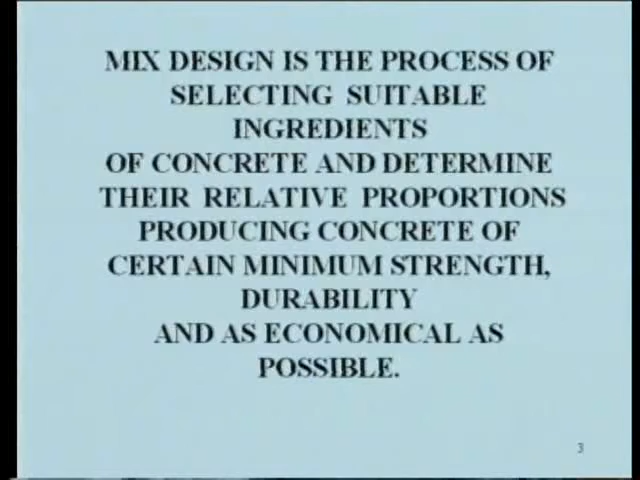 MIX DESIGN IS THE PROCESS OF
SELECTING SUITABLE
INGREDIENTS
OF CONCRETE AND DETERMINE
THEIR RELATIVE PROPORTIONS
PRODUCING CONCRETE OF
CERTAIN MINIMUM STRENGTH,
DURABILITY
AND AS ECONOMICAL AS
POSSIBLE.
3